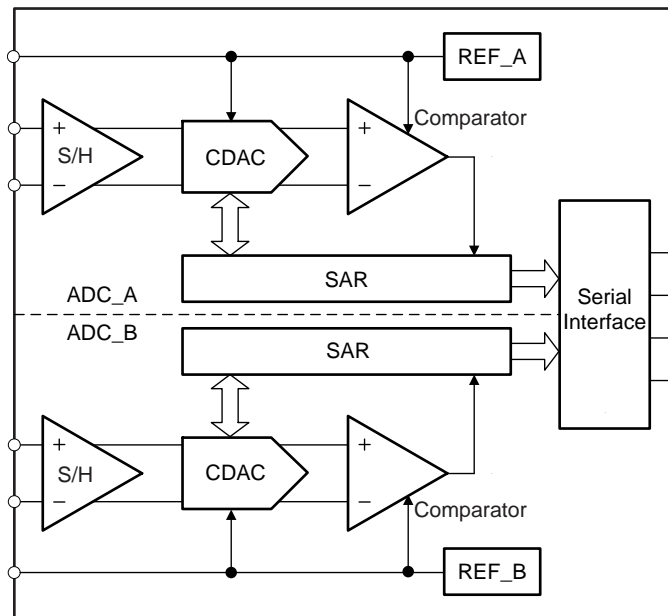 REF_A
+
S/H
−
CDAC
+
−
Comparator
SAR
ADC_A
ADC_B
SAR
Serial
Interface
+
S/H
−
CDAC
+
−
Comparator
REF_B